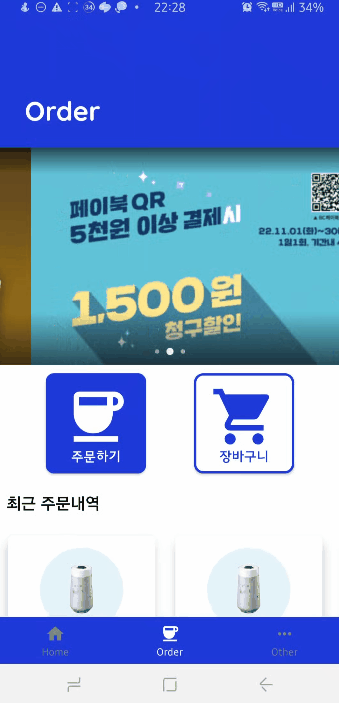 22:28
34%
Order
페이북 QR
5천원 이상 결제시
22.11.01(화)~30(
1일1회, 기간내
1,500원
청구할인
주문하기
장바구니
최근 주문내역
Home
Order
Other